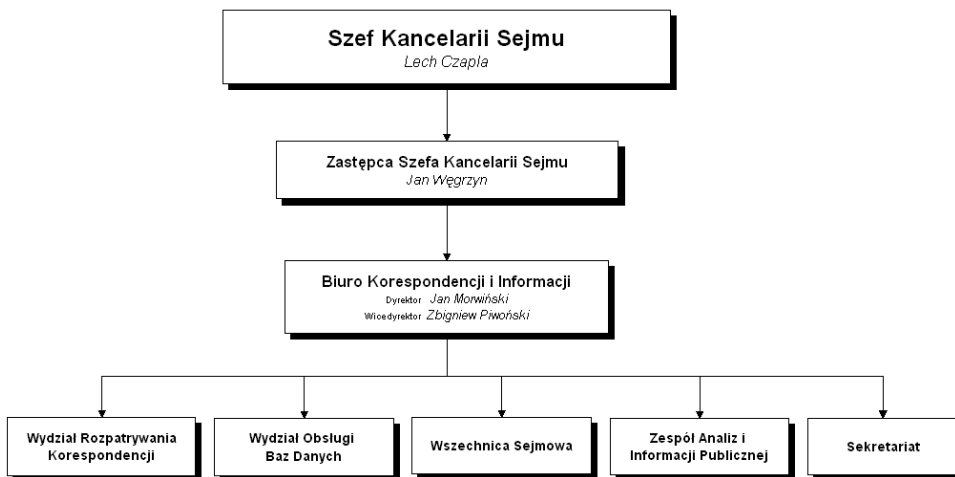 Szef Kancelarii Sejmu
Lech Czapla
Zastępca Szefa Kancelarii Sejmu
Jan Węgrzyn
Biuro Korespondencji i Informacji
Dyrektor Jan Morwiński
Wicedyrektor Zbigniew Piwoński
Wydział Rozpatrywania
Korespondencji
Wydział Obsługi
Baz Danych
Wszechnica Sejmowa
Zespół Analiz i
Informacji Publicznej
Sekretariat